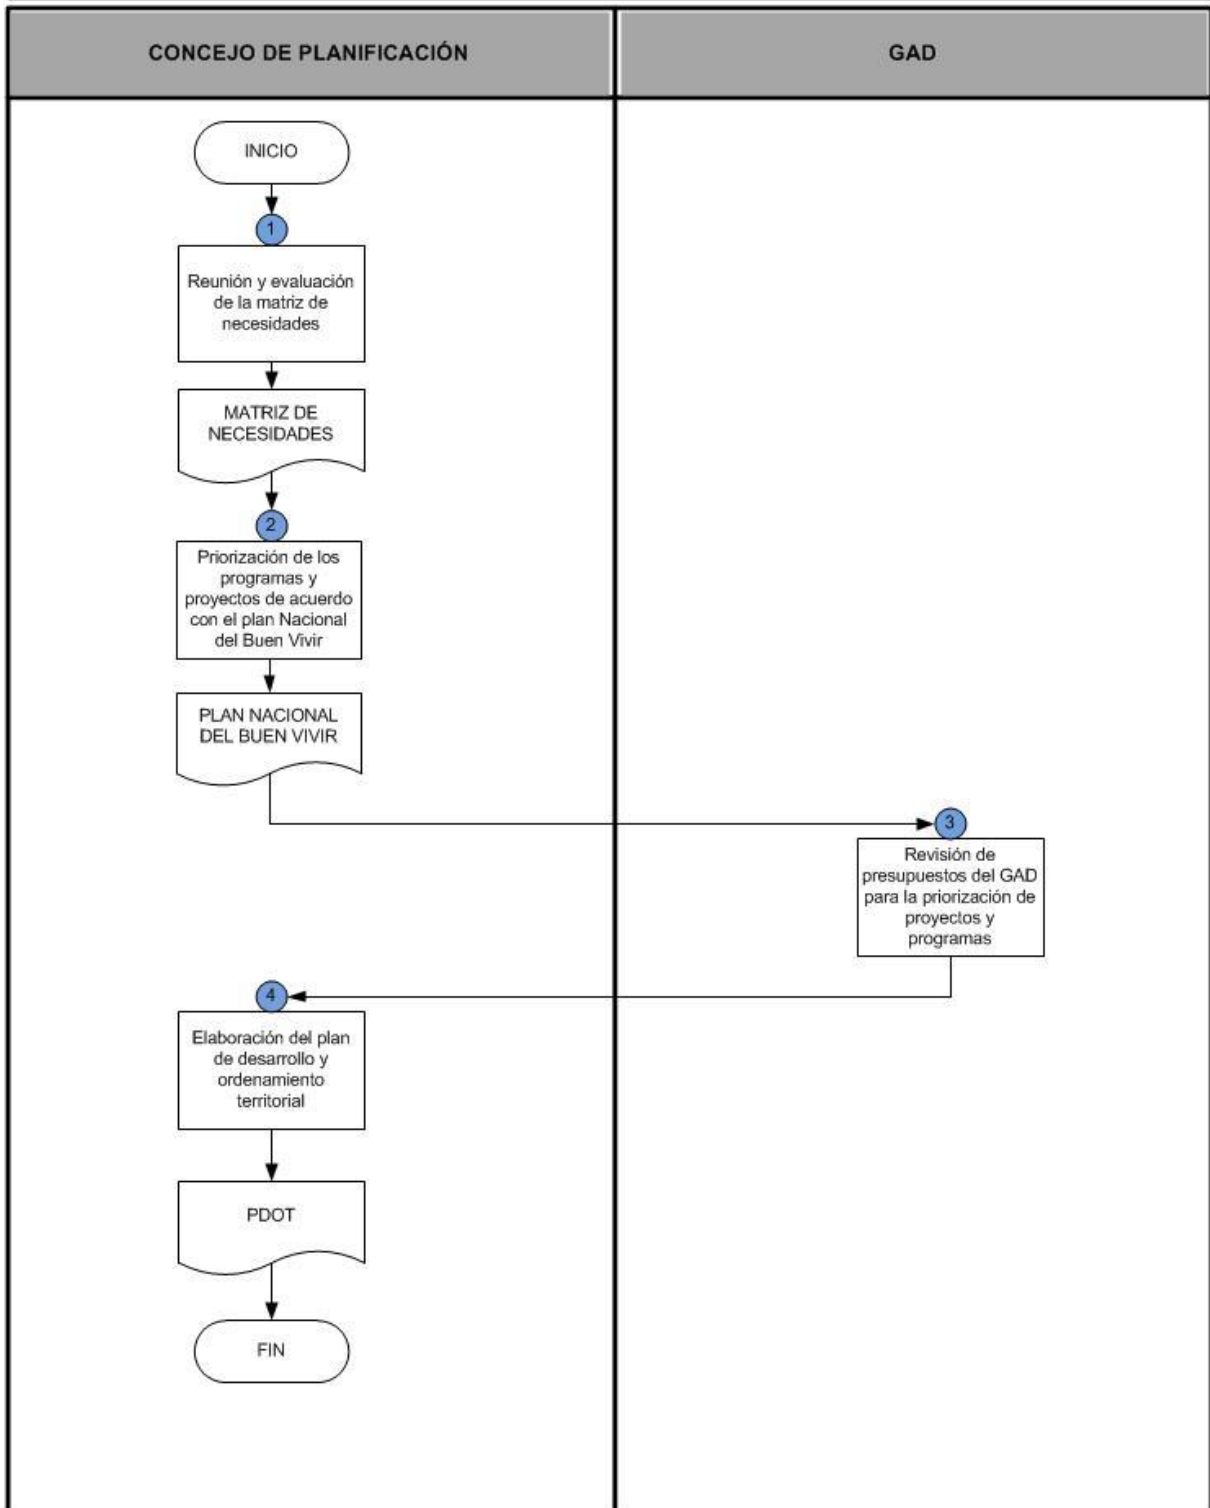 CONCEJO DE PLANIFICACIÓN
GAD
INICIO
1
Reunión y evaluación
de la matriz de
necesidades
MATRIZ DE
NECESIDADES
2
Priorización de los
programas y
proyectos de acuerdo
con el plan Nacional
del Buen Vivir
PLAN NACIONAL
DEL BUEN VIVIR
3
Revisión de
presupuestos del GAD
para la priorización de
proyectos y
programas
4
Elaboración del plan
de desarrollo y
ordenamiento
territorial
PDOT
FIN